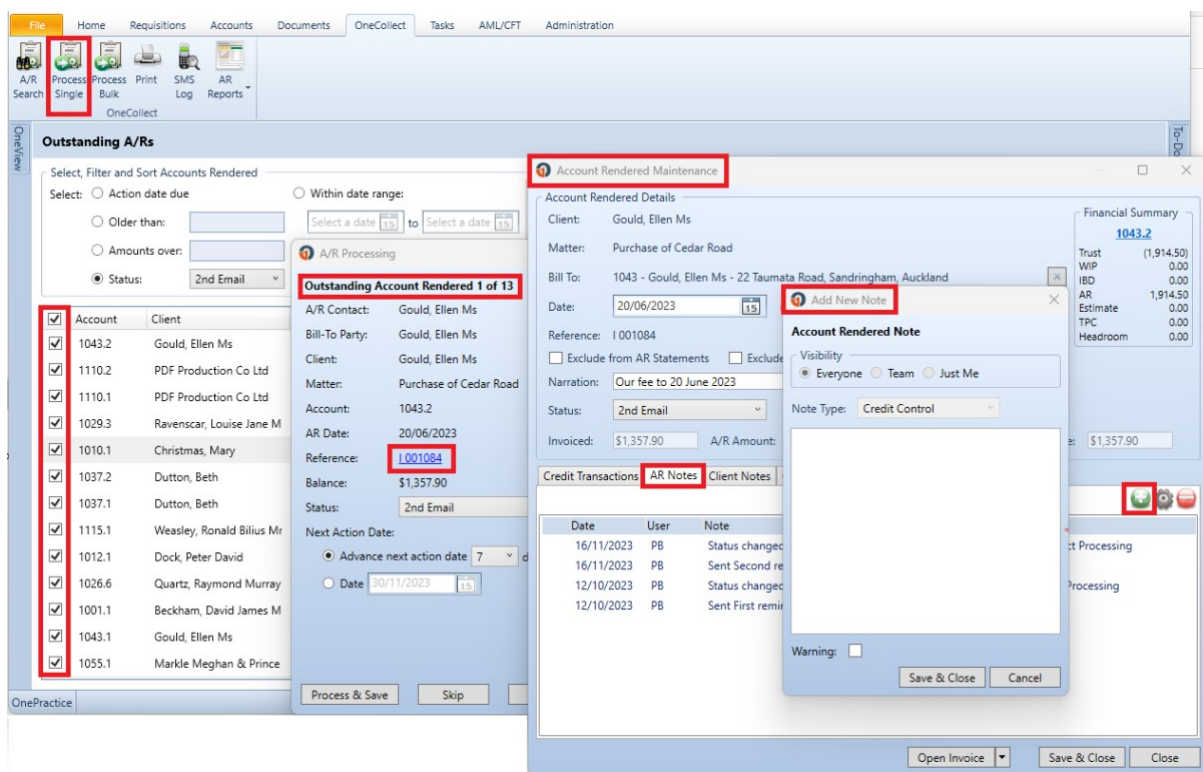 File Home Requisitions Accounts Documents OneCollect Tasks AML/CFT Administration
A/R Search
Process Single
Process Bulk
Print
SMS Log
AR Reports
OneCollect
OneView
To-Do
Outstanding A/Rs
Select, Filter and Sort Accounts Rendered
Select: Action date due
Within date range:
Older than:
Select a date 15 to Select a date 15
Amounts over:
Status: 2nd Email
Account Client
1043.2 Gould, Ellen Ms
1110.2 PDF Production Co Ltd
1110.1 PDF Production Co Ltd
1029.3 Ravenscar, Louise Jane M
1010.1 Christmas, Mary
1037.2 Dutton, Beth
1037.1 Dutton, Beth
1115.1 Weasley, Ronald Bilius Mr
1012.1 Dock, Peter David
1026.6 Quartz, Raymond Murray
1001.1 Beckham, David James M
1043.1 Gould, Ellen Ms
1055.1 Markle Meghan & Prince
OnePractice
A/R Processing
Outstanding Account Rendered 1 of 13
A/R Contact: Gould, Ellen Ms
Bill-To Party: Gould, Ellen Ms
Client: Gould, Ellen Ms
Matter: Purchase of Cedar Road
Account: 1043.2
AR Date: 20/06/2023
Reference: I 001084
Balance: $1,357.90
Status: 2nd Email
Next Action Date:
Advance next action date 7 d
Date 30/11/2023 15
Process & Save Skip
Account Rendered Maintenance
Account Rendered Details
Client: Gould, Ellen Ms
Matter: Purchase of Cedar Road
Bill To: 1043 - Gould, Ellen Ms - 22 Taumata Road, Sandringham, Auckland
Date: 20/06/2023 15
Reference: I 001084
Exclude from AR Statements Exclude
Narration: Our fee to 20 June 2023
Status: 2nd Email
Invoiced: $1,357.90 A/R Amount: e: $1,357.90
Financial Summary
1043.2
Trust (1,914.50)
WIP 0.00
IBD 0.00
AR 1,914.50
Estimate 0.00
TPC 0.00
Headroom 0.00
Credit Transactions AR Notes Client Notes
Date User Note
16/11/2023 PB Status changed ct Processing
16/11/2023 PB Sent Second re
12/10/2023 PB Status changed Processing
12/10/2023 PB Sent First remi
Open Invoice Save & Close Close
Add New Note
Account Rendered Note
Visibility
Everyone Team Just Me
Note Type: Credit Control
Warning:
Save & Close Cancel